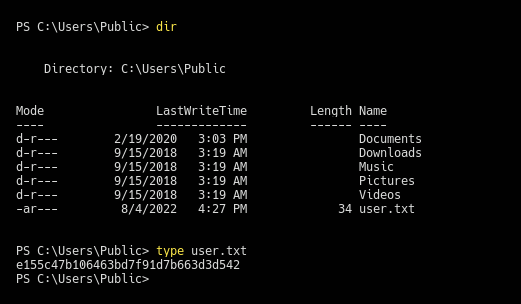 PS C:\Users\Public> dir
Directory: C:\Users\Public
Mode LastWriteTime Length Name
---- ------------- ------ ----
d-r--- 2/19/2020 3:03 PM Documents
d-r--- 9/15/2018 3:19 AM Downloads
d-r--- 9/15/2018 3:19 AM Music
d-r--- 9/15/2018 3:19 AM Pictures
d-r--- 9/15/2018 3:19 AM Videos
-ar--- 8/4/2022 4:27 PM 34 user.txt
PS C:\Users\Public> type user.txt
e155c47b106463bd7f91d7b663d3d542
PS C:\Users\Public>